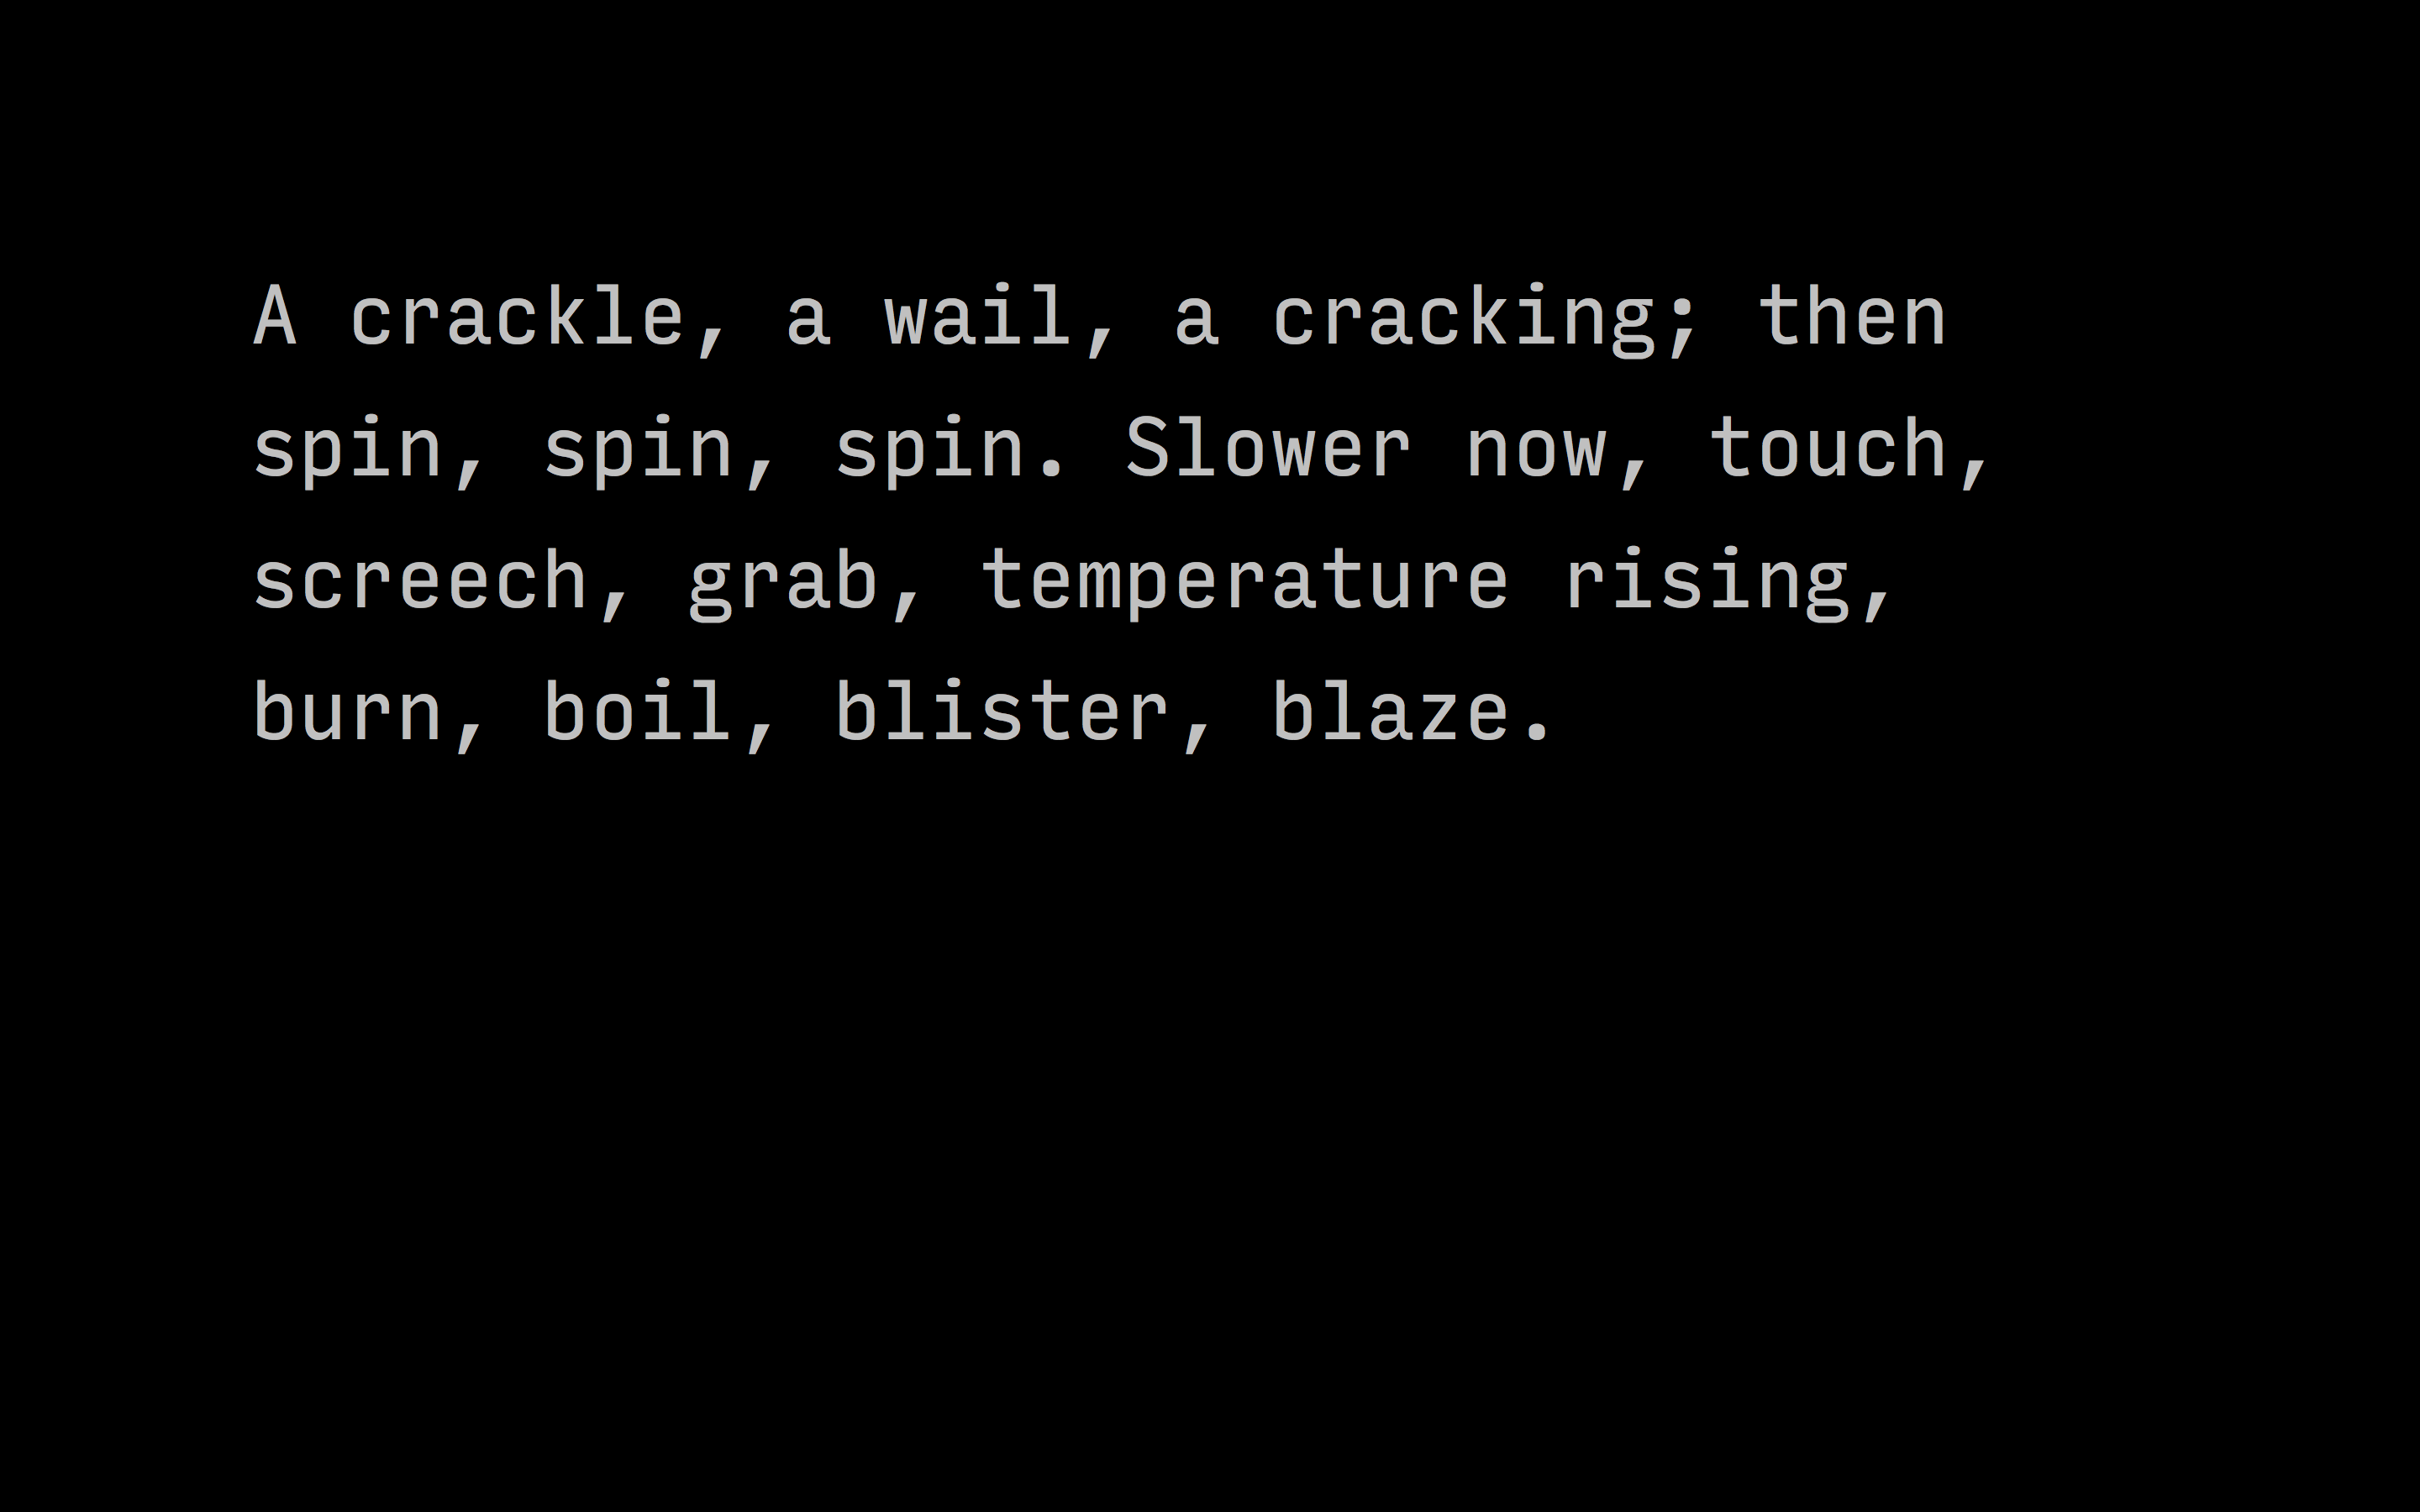 A crackle, a wail, a cracking; then
spin, spin, spin. Slower now, touch,
screech, grab, temperature rising,
burn, boil, blister, blaze.